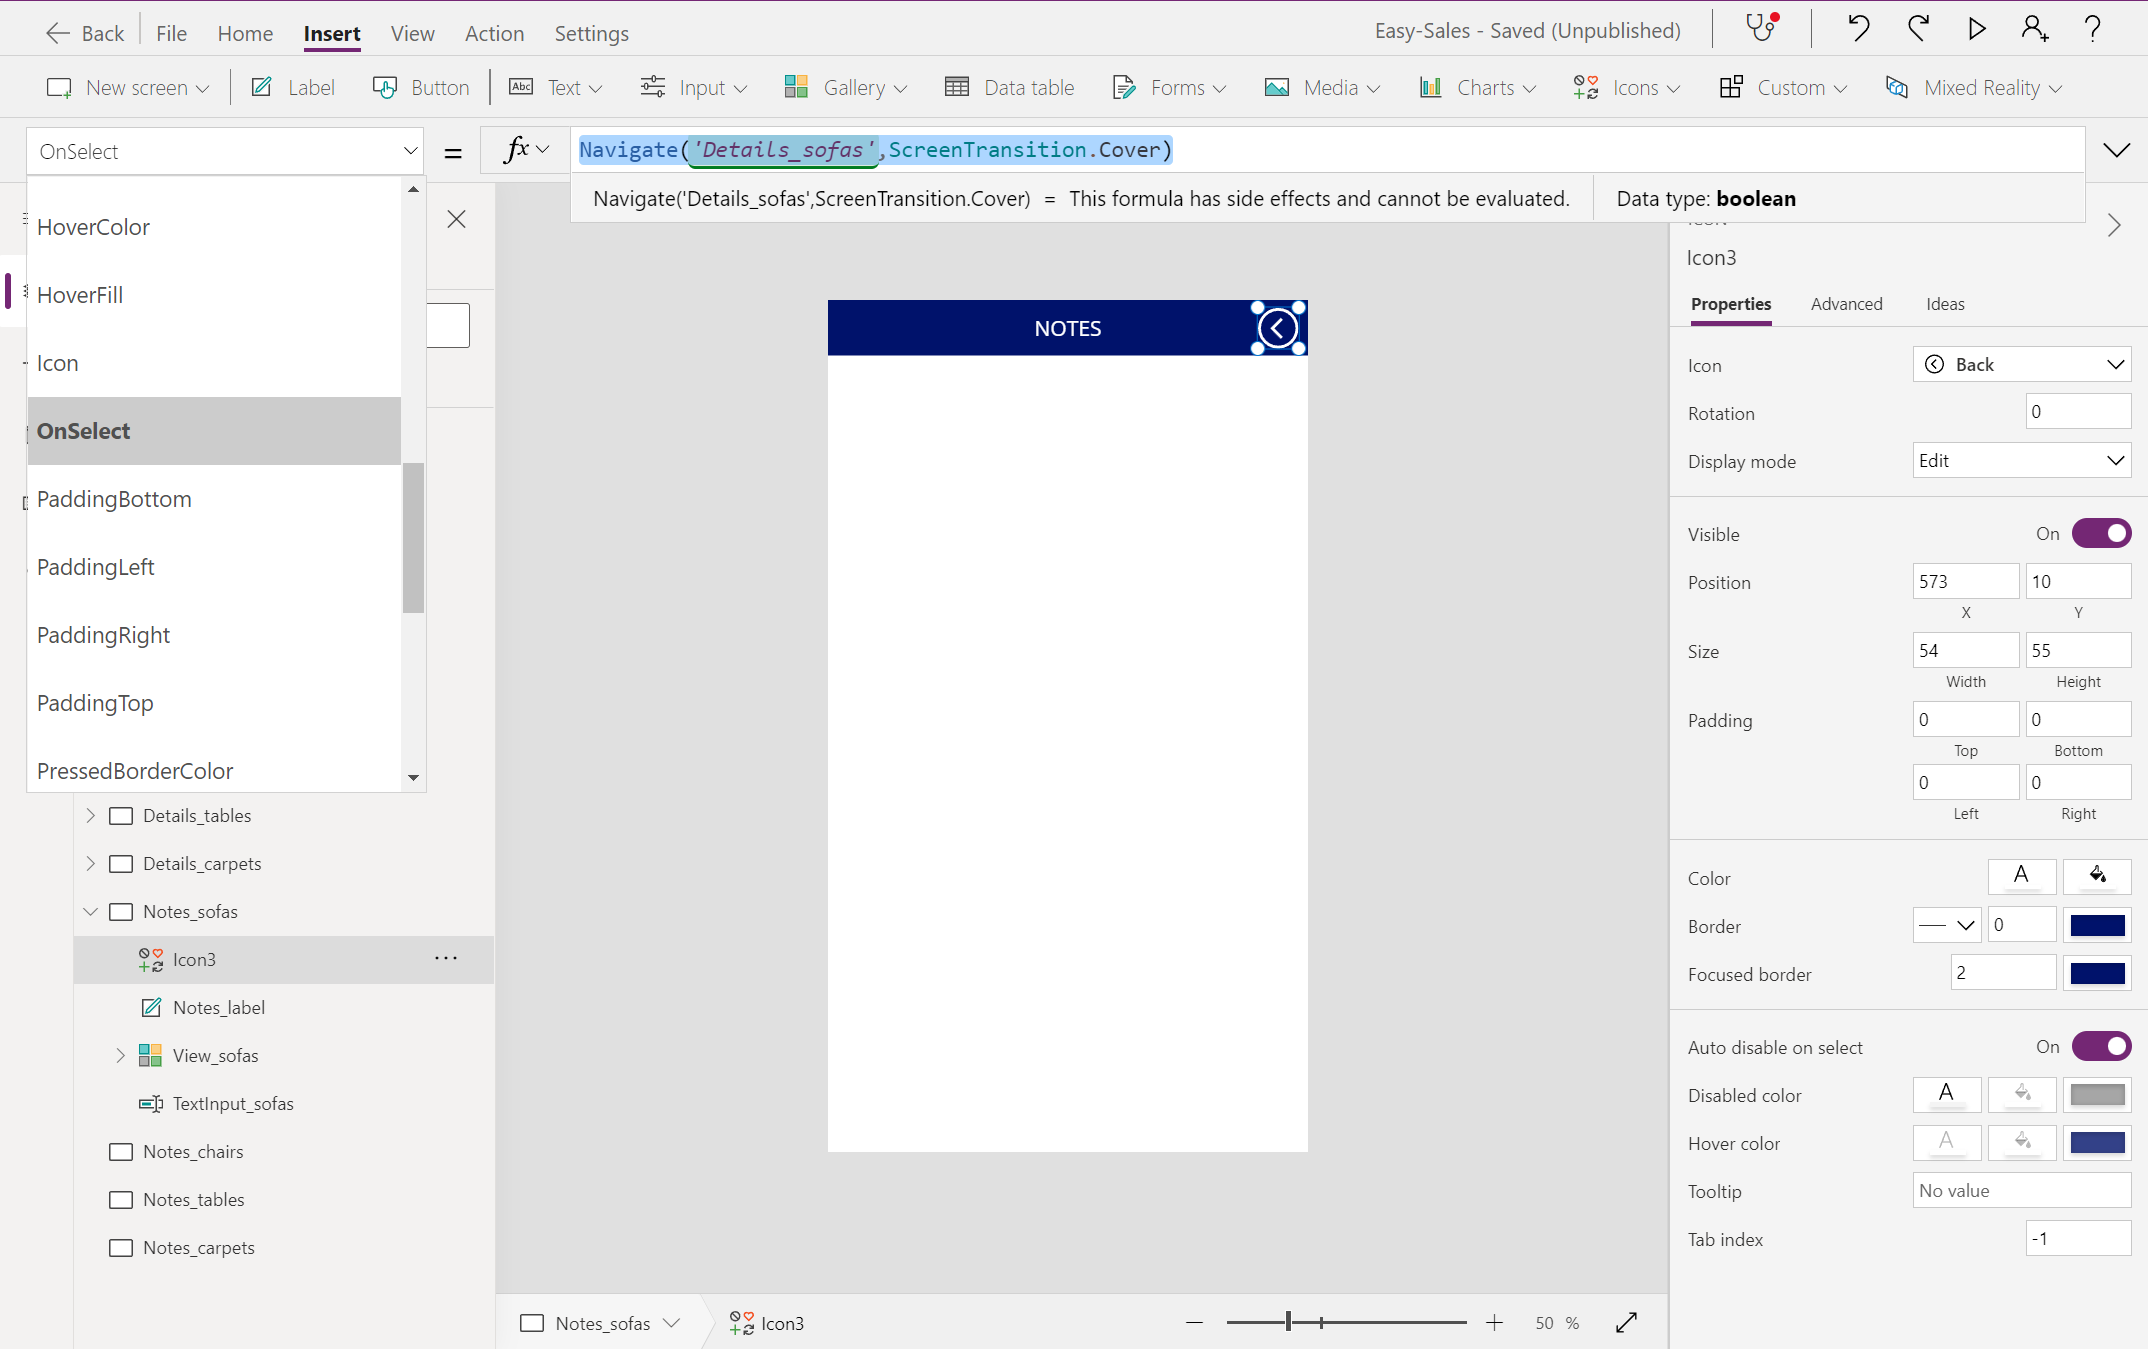 Back File Home Insert View Action Settings Easy-Sales - Saved (Unpublished)
New screen Label Button Abc Text Input Gallery Data table Forms Media Charts Icons Custom Mixed Reality
OnSelect = fx Navigate('Details_sofas',ScreenTransition.Cover)
Navigate('Details_sofas',ScreenTransition.Cover) = This formula has side effects and cannot be evaluated. Data type: boolean
HoverColor
HoverFill
Icon
OnSelect
PaddingBottom
PaddingLeft
PaddingRight
PaddingTop
PressedBorderColor
Details_tables
Details_carpets
Notes_sofas
Icon3
Notes_label
View_sofas
TextInput_sofas
Notes_chairs
Notes_tables
Notes_carpets
NOTES
Notes_sofas Icon3 50 %
Icon3
Properties Advanced Ideas
Icon Back
Rotation 0
Display mode Edit
Visible On
Position 573 10
X Y
Size 54 55
Width Height
Padding 0 0
Top Bottom
0 0
Left Right
Color A
Border 0
Focused border 2
Auto disable on select On
Disabled color A
Hover color A
Tooltip No value
Tab index -1